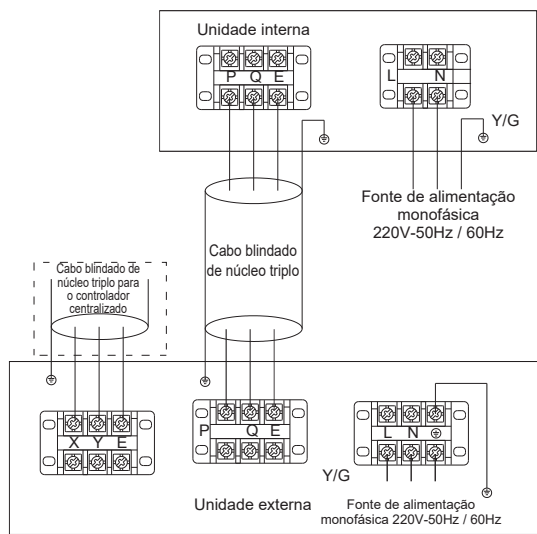 Unidade interna
P Q E
L N
Y/G
Fonte de alimentação
monofásica
220V-50Hz / 60Hz
Cabo blindado
de núcleo triplo
Cabo blindado de
núcleo triplo para
o controlador
centralizado
X Y E
P Q E
L N
Y/G
Unidade externa
Fonte de alimentação
monofásica 220V-50Hz / 60Hz